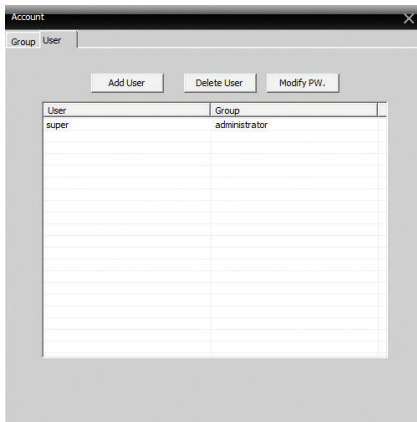 Account
Group User
Add User Delete User Modify PW.
User Group
super administrator